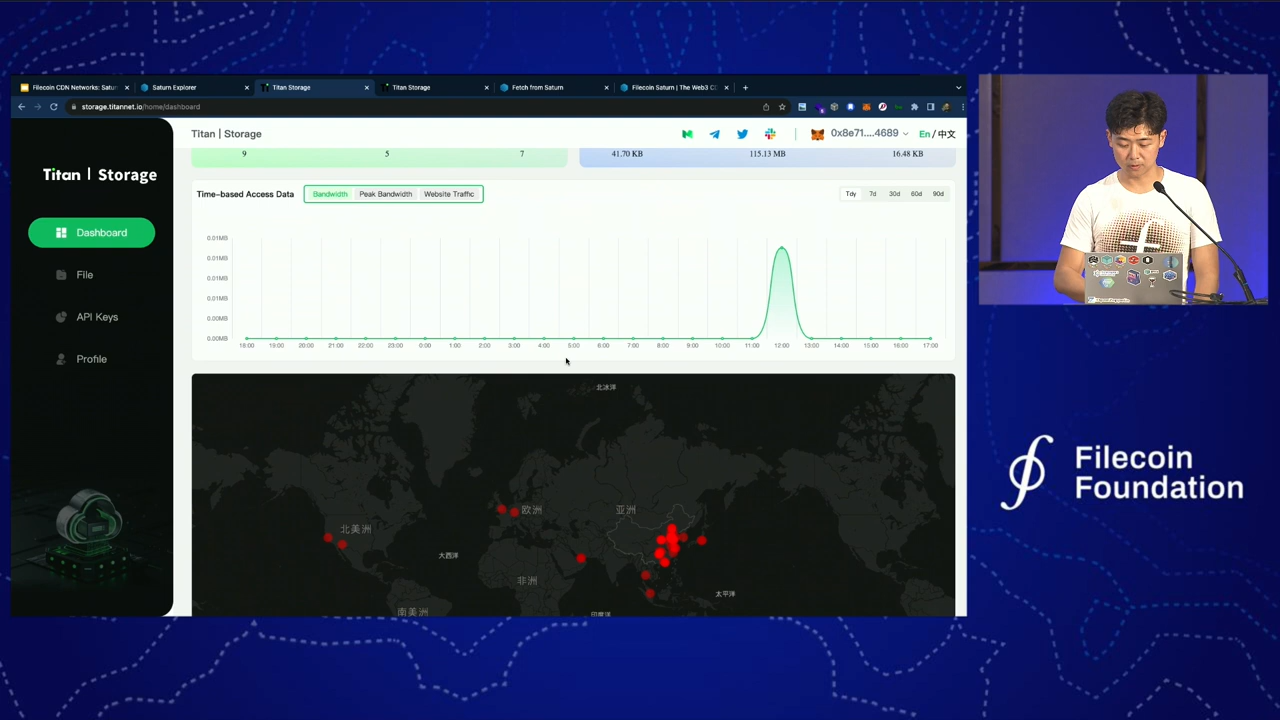 Filecoin CDN Networks: Satu
Saturn Explorer
Titan Storage
Titan Storage
Fetch from Saturn
Filecoin Saturn | The Web3 C
storage.titannet.io/home/dashboard
Titan | Storage
Titan | Storage
0x8e71....4689
En / 中文
9
5
7
41.70 KB
115.13 MB
16.48 KB
Dashboard
File
API Keys
Profile
Time-based Access Data
Bandwidth
Peak Bandwidth
Website Traffic
Tdy
7d
30d
60d
90d
0.01MB
0.01MB
0.01MB
0.01MB
0.00MB
0.00MB
18:00 19:00 20:00 21:00 22:00 23:00 0:00 1:00 2:00 3:00 4:00 5:00 6:00 7:00 8:00 9:00 10:00 11:00 12:00 13:00 14:00 15:00 16:00 17:00
北冰洋
欧洲
亚洲
北美洲
大西洋
非洲
太平洋
南美洲
印度洋
Filecoin
Foundation